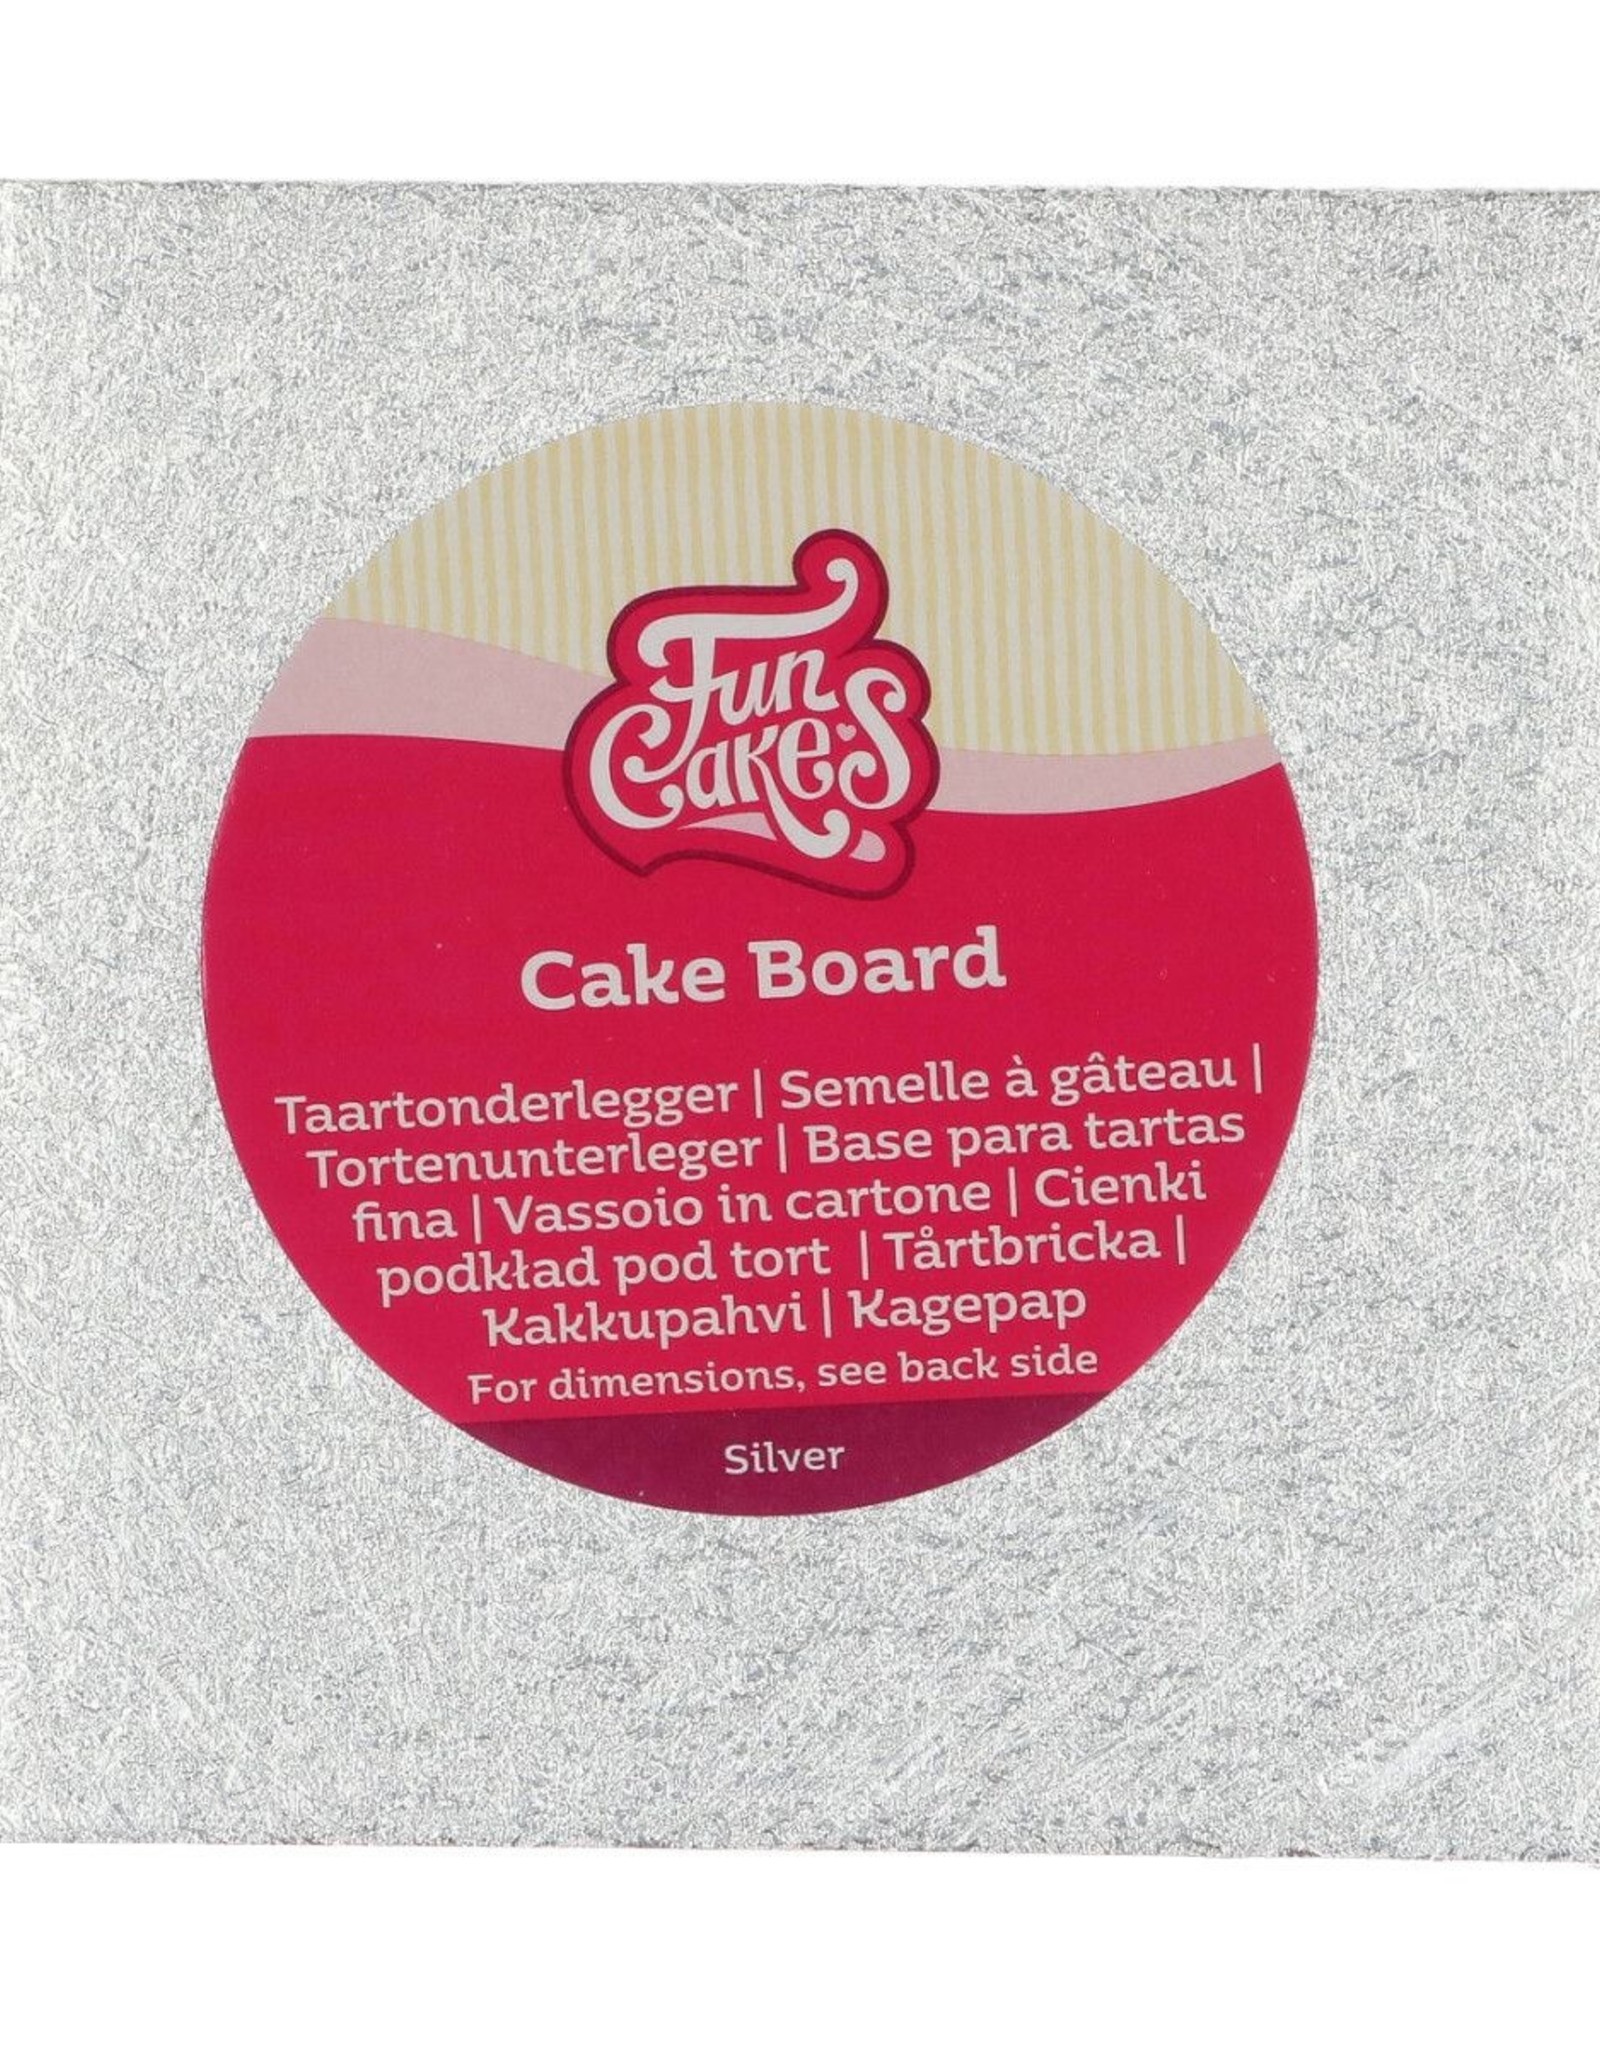 Fun
Cakes
Cake Board
Taartonderlegger | Semelle à gâteau |
Tortenunterleger | Base para tartas
fina | Vassoio in cartone | Cienki
podkład pod tort | Tårtbricka |
Kakkupahvi | Kagepap
For dimensions, see back side
Silver